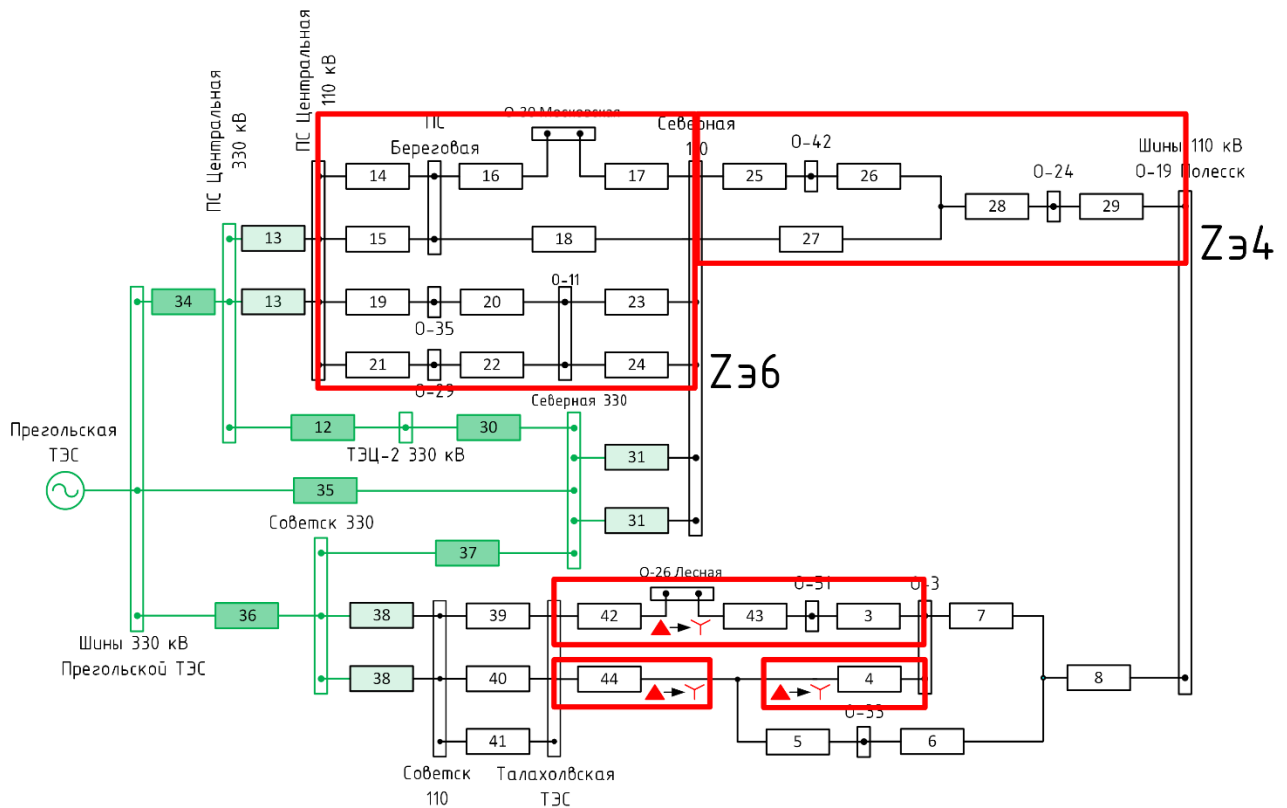 ПС Центральная
330 кВ
ПС Центральная
110 кВ
ПС
Береговая
О-30 Московская
Северная
110
О-42
О-24
Шины 110 кВ
О-19 Полесск
14
16
17
25
26
28
29
13
15
18
27
Zэ4
34
13
19
20
О-11
23
О-35
21
22
24
О-29
Zэ6
Северная 330
Прегольская
ТЭС
12
30
ТЭЦ-2 330 кВ
31
35
Советск 330
31
37
О-26 Лесная
О-51
О-3
36
38
39
42
43
3
7
Шины 330 кВ
Прегольской ТЭС
38
40
44
4
8
О-33
41
5
6
Советск
110
Талахолвская
ТЭС